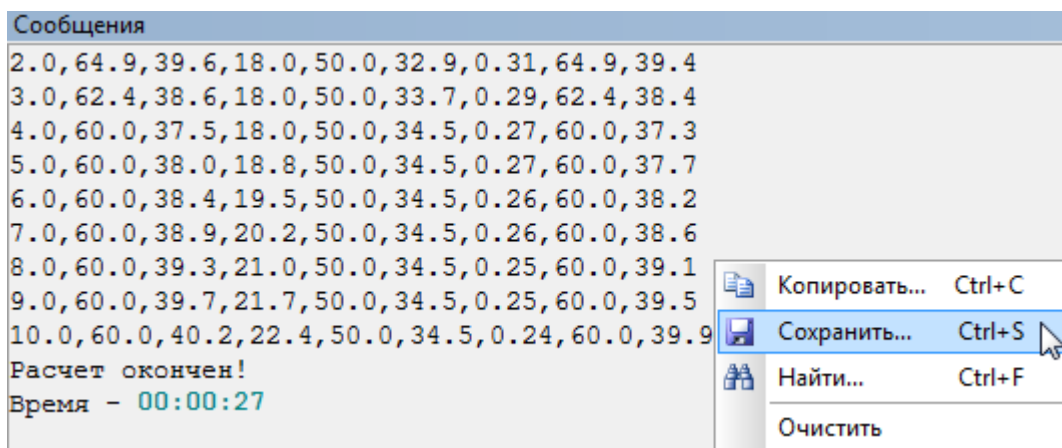 Сообщения
2.0,64.9,39.6,18.0,50.0,32.9,0.31,64.9,39.4
3.0,62.4,38.6,18.0,50.0,33.7,0.29,62.4,38.4
4.0,60.0,37.5,18.0,50.0,34.5,0.27,60.0,37.3
5.0,60.0,38.0,18.8,50.0,34.5,0.27,60.0,37.7
6.0,60.0,38.4,19.5,50.0,34.5,0.26,60.0,38.2
7.0,60.0,38.9,20.2,50.0,34.5,0.26,60.0,38.6
8.0,60.0,39.3,21.0,50.0,34.5,0.25,60.0,39.1
9.0,60.0,39.7,21.7,50.0,34.5,0.25,60.0,39.5
10.0,60.0,40.2,22.4,50.0,34.5,0.24,60.0,39.9
Расчет окончен!
Время - 00:00:27
Копировать... Ctrl+C
Сохранить... Ctrl+S
Найти... Ctrl+F
Очистить